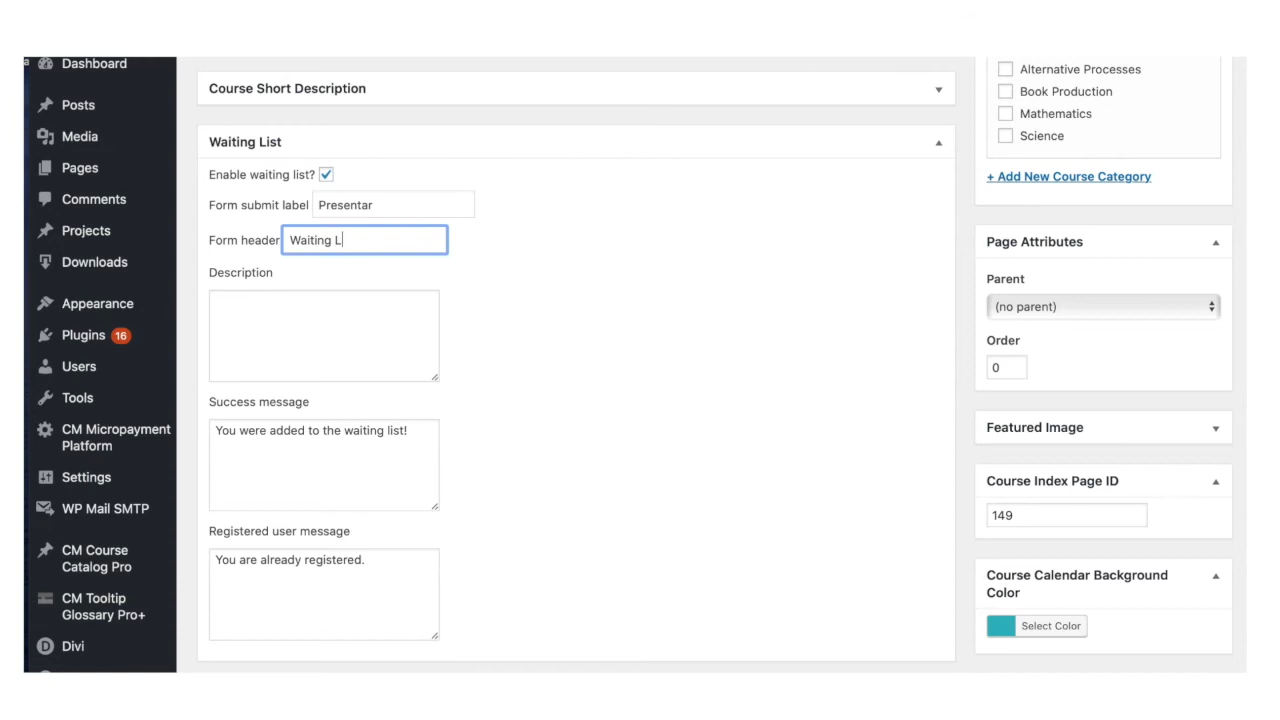 a
Dashboard
Posts
Media
Pages
Comments
Projects
Downloads
Appearance
Plugins 16
Users
Tools
CM Micropayment
Platform
Settings
WP Mail SMTP
CM Course
Catalog Pro
CM Tooltip
Glossary Pro+
D Divi
Course Short Description
Waiting List
Enable waiting list?
Form submit label Presentar
Form header Waiting L
Description
Success message
You were added to the waiting list!
Registered user message
You are already registered.
Alternative Processes
Book Production
Mathematics
Science
+ Add New Course Category
Page Attributes
Parent
(no parent)
Order
0
Featured Image
Course Index Page ID
149
Course Calendar Background
Color
Select Color